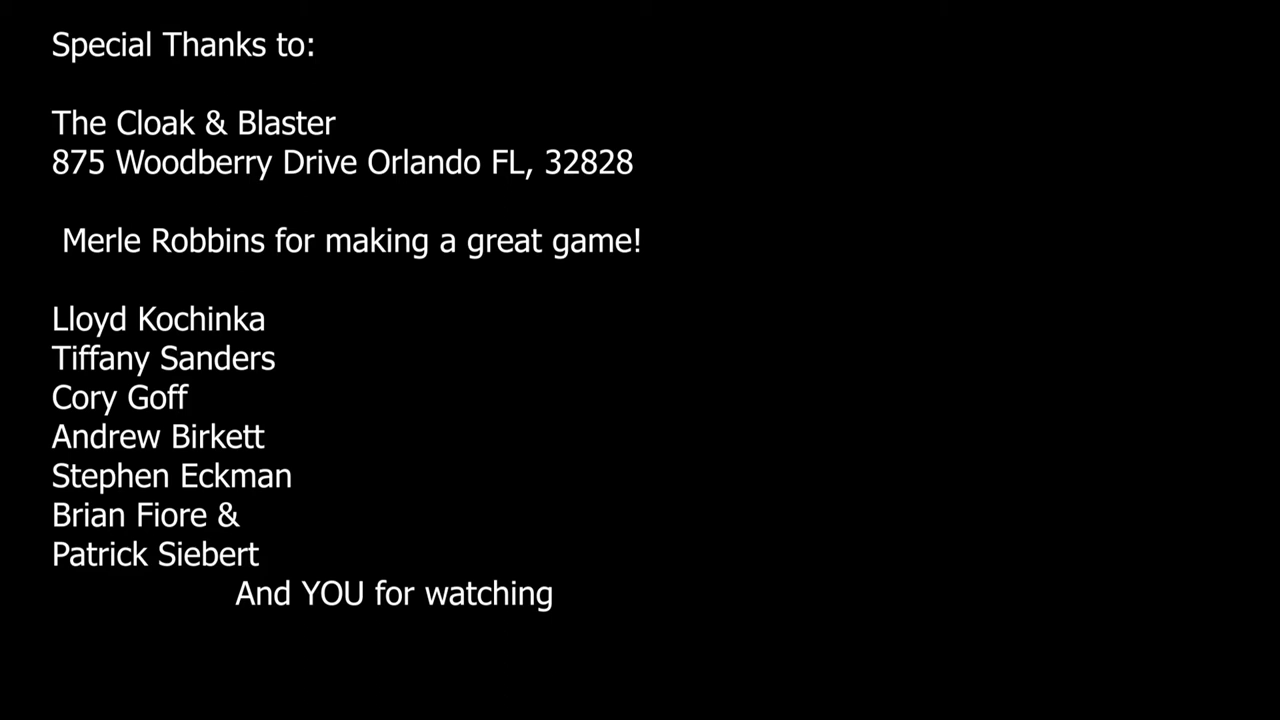 Special Thanks to:
The Cloak & Blaster
875 Woodberry Drive Orlando FL, 32828
Merle Robbins for making a great game!
Lloyd Kochinka
Tiffany Sanders
Cory Goff
Andrew Birkett
Stephen Eckman
Brian Fiore &
Patrick Siebert
And YOU for watching